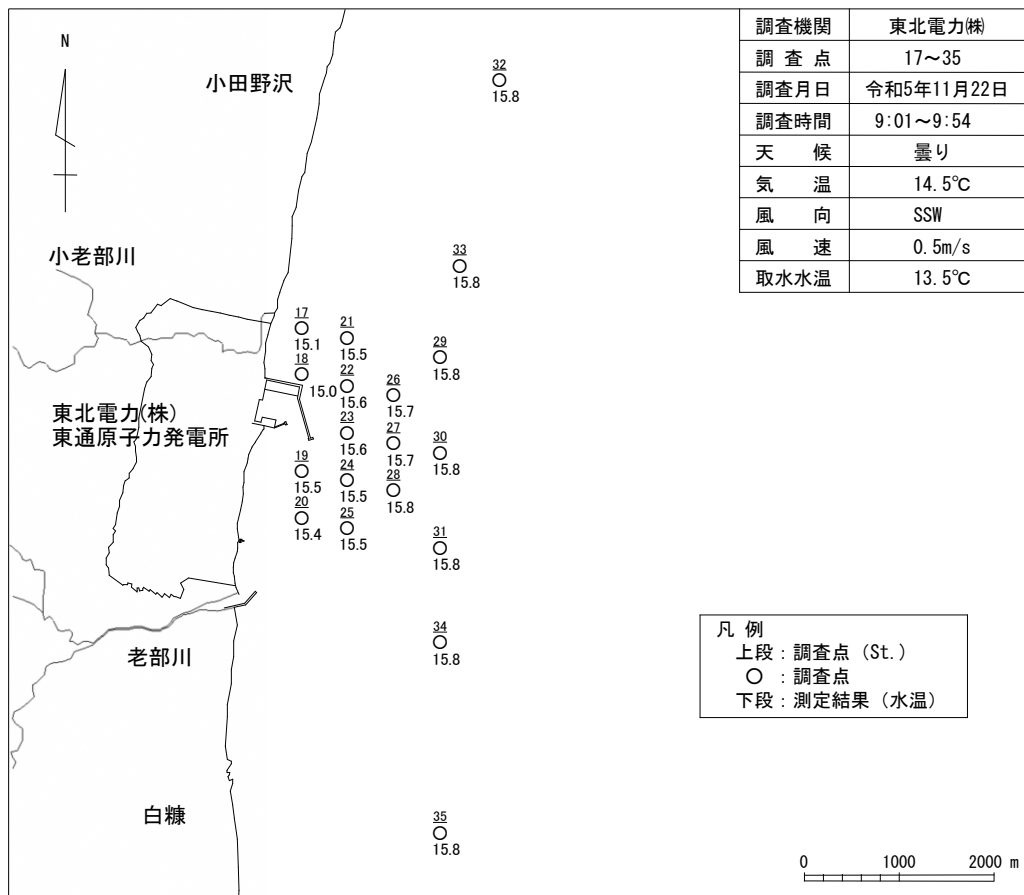 N
小田野沢
32
15.8
調査機関 東北電力㈱
調査点 17～35
調査月日 令和5年11月22日
調査時間 9:01～9:54
天候 曇り
気温 14.5℃
風向 SSW
風速 0.5m/s
取水水温 13.5℃
小老部川
33
15.8
17
15.1
21
15.5
29
15.8
18
15.0
22
15.6
26
15.7
東北電力(株)
東通原子力発電所
23
15.6
27
15.7
30
15.8
19
15.5
24
15.5
28
15.8
20
15.4
25
15.5
31
15.8
老部川
34
15.8
凡例
上段：調査点（St.）
○：調査点
下段：測定結果（水温）
白糠
35
15.8
0 1000 2000 m